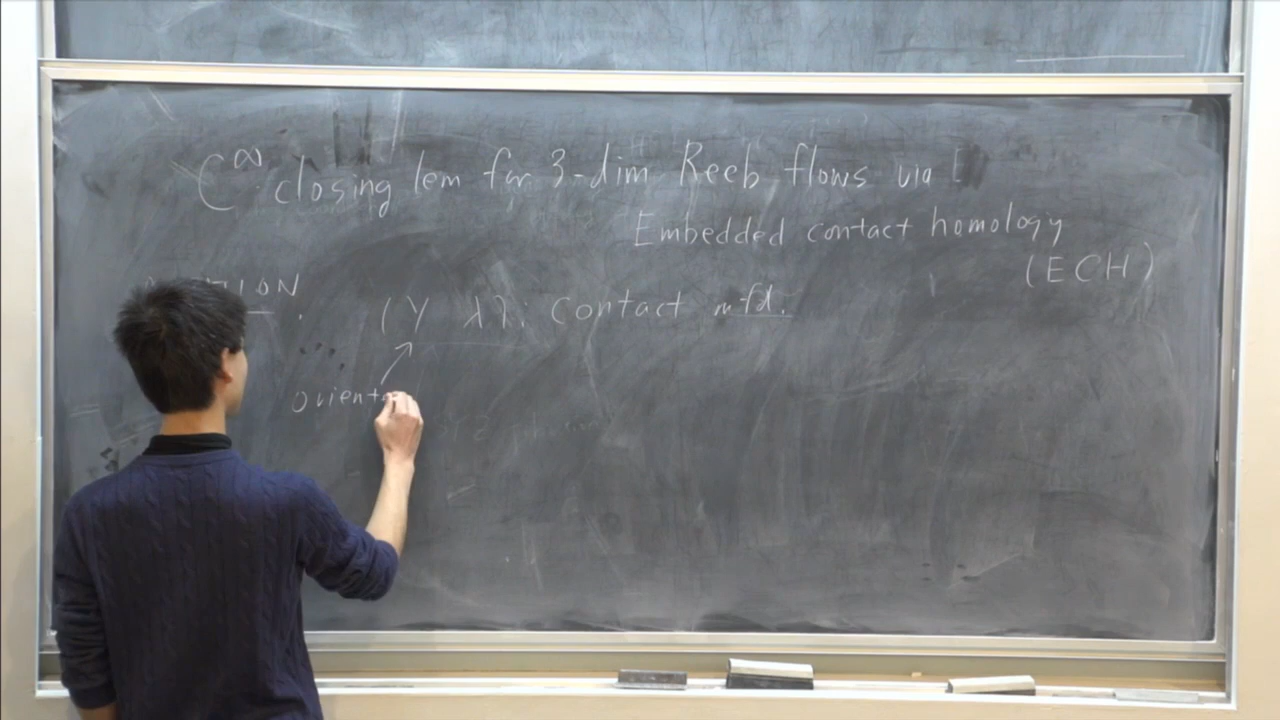 C^∞ closing lem for 3-dim Reeb flows via
Embedded contact homology
(ECH)
(Y λ): contact mfd.
orient